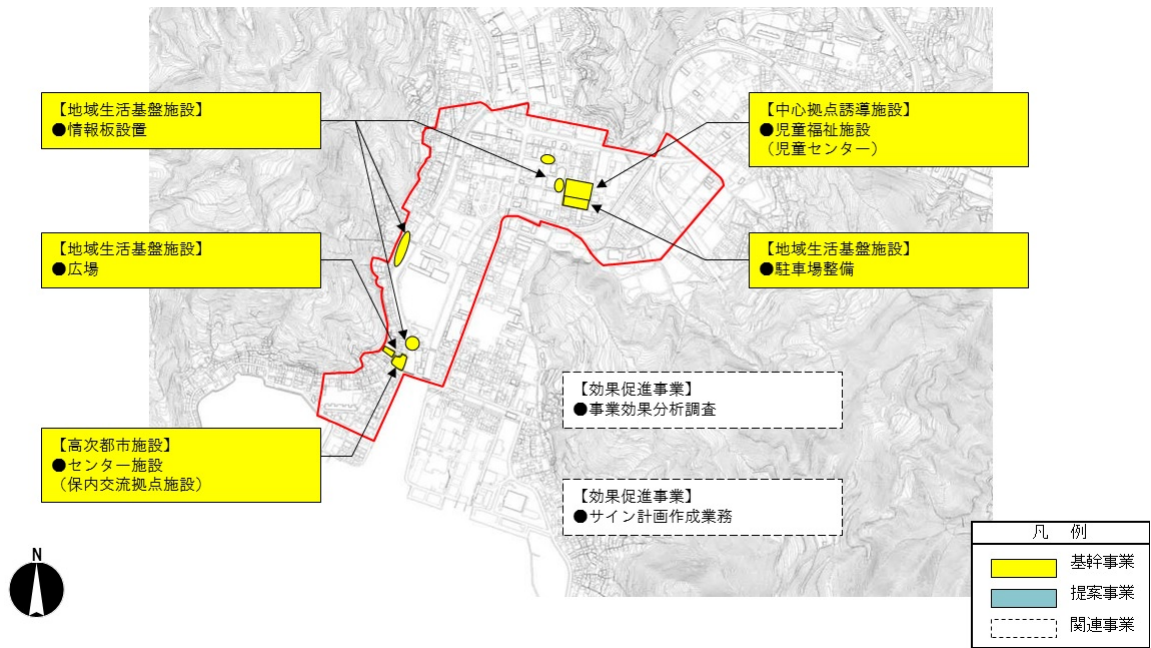 【地域生活基盤施設】
●情報板設置
【中心拠点誘導施設】
●児童福祉施設
（児童センター）
【地域生活基盤施設】
●広場
【地域生活基盤施設】
●駐車場整備
【効果促進事業】
●事業効果分析調査
【高次都市施設】
●センター施設
（保内交流拠点施設）
【効果促進事業】
●サイン計画作成業務
N
凡 例
基幹事業
提案事業
関連事業